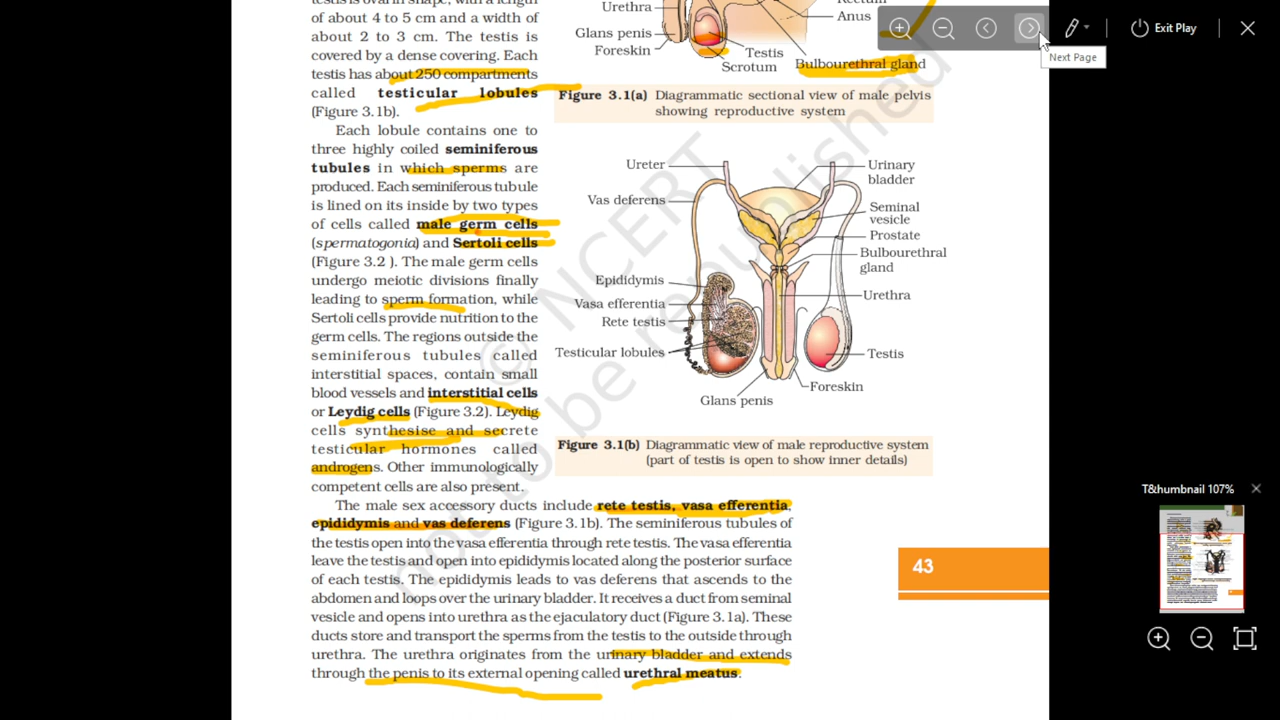 testis is oval in shape, with a length
of about 4 to 5 cm and a width of
about 2 to 3 cm. The testis is
covered by a dense covering. Each
testis has about 250 compartments
called testicular lobules
(Figure 3.1b).
Each lobule contains one to
three highly coiled seminiferous
tubules in which sperms are
produced. Each seminiferous tubule
is lined on its inside by two types
of cells called male germ cells
(spermatogonia) and Sertoli cells
(Figure 3.2 ). The male germ cells
undergo meiotic divisions finally
leading to sperm formation, while
Sertoli cells provide nutrition to the
germ cells. The regions outside the
seminiferous tubules called
interstitial spaces, contain small
blood vessels and interstitial cells
or Leydig cells (Figure 3.2). Leydig
cells synthesise and secrete
testicular hormones called
androgens. Other immunologically
competent cells are also present.
The male sex accessory ducts include rete testis, vasa efferentia,
epididymis and vas deferens (Figure 3.1b). The seminiferous tubules of
the testis open into the vasa efferentia through rete testis. The vasa efferentia
leave the testis and open into epididymis located along the posterior surface
of each testis. The epididymis leads to vas deferens that ascends to the
abdomen and loops over the urinary bladder. It receives a duct from seminal
vesicle and opens into urethra as the ejaculatory duct (Figure 3.1a). These
ducts store and transport the sperms from the testis to the outside through
urethra. The urethra originates from the urinary bladder and extends
through the penis to its external opening called urethral meatus.
Urethra
Glans penis
Foreskin
Testis
Scrotum
Rectum
Anus
Bulbourethral gland
Figure 3.1(a) Diagrammatic sectional view of male pelvis
showing reproductive system
Ureter
Vas deferens
Epididymis
Vasa efferentia
Rete testis
Testicular lobules
Glans penis
Urinary
bladder
Seminal
vesicle
Prostate
Bulbourethral
gland
Urethra
Testis
Foreskin
Figure 3.1(b) Diagrammatic view of male reproductive system
(part of testis is open to show inner details)
© NCERT
not to be republished
43
Exit Play
Next Page
T&humbnail 107%